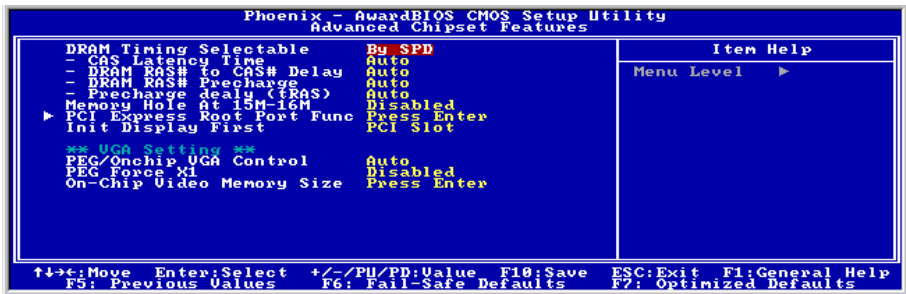 Phoenix - AwardBIOS CMOS Setup Utility
Advanced Chipset Features
DRAM Timing Selectable By SPD
- CAS Latency Time Auto
- DRAM RAS# to CAS# Delay Auto
- DRAM RAS# Precharge Auto
- Precharge dealy (tRAS) Auto
Memory Hole At 15M-16M Disabled
► PCI Express Root Port Func Press Enter
Init Display First PCI Slot
** VGA Setting **
PEG/Onchip VGA Control Auto
PEG Force X1 Disabled
On-Chip Video Memory Size Press Enter
Item Help
Menu Level ►
↑↓→←:Move Enter:Select +/-/PU/PD:Value F10:Save ESC:Exit F1:General Help
F5: Previous Values F6: Fail-Safe Defaults F7: Optimized Defaults